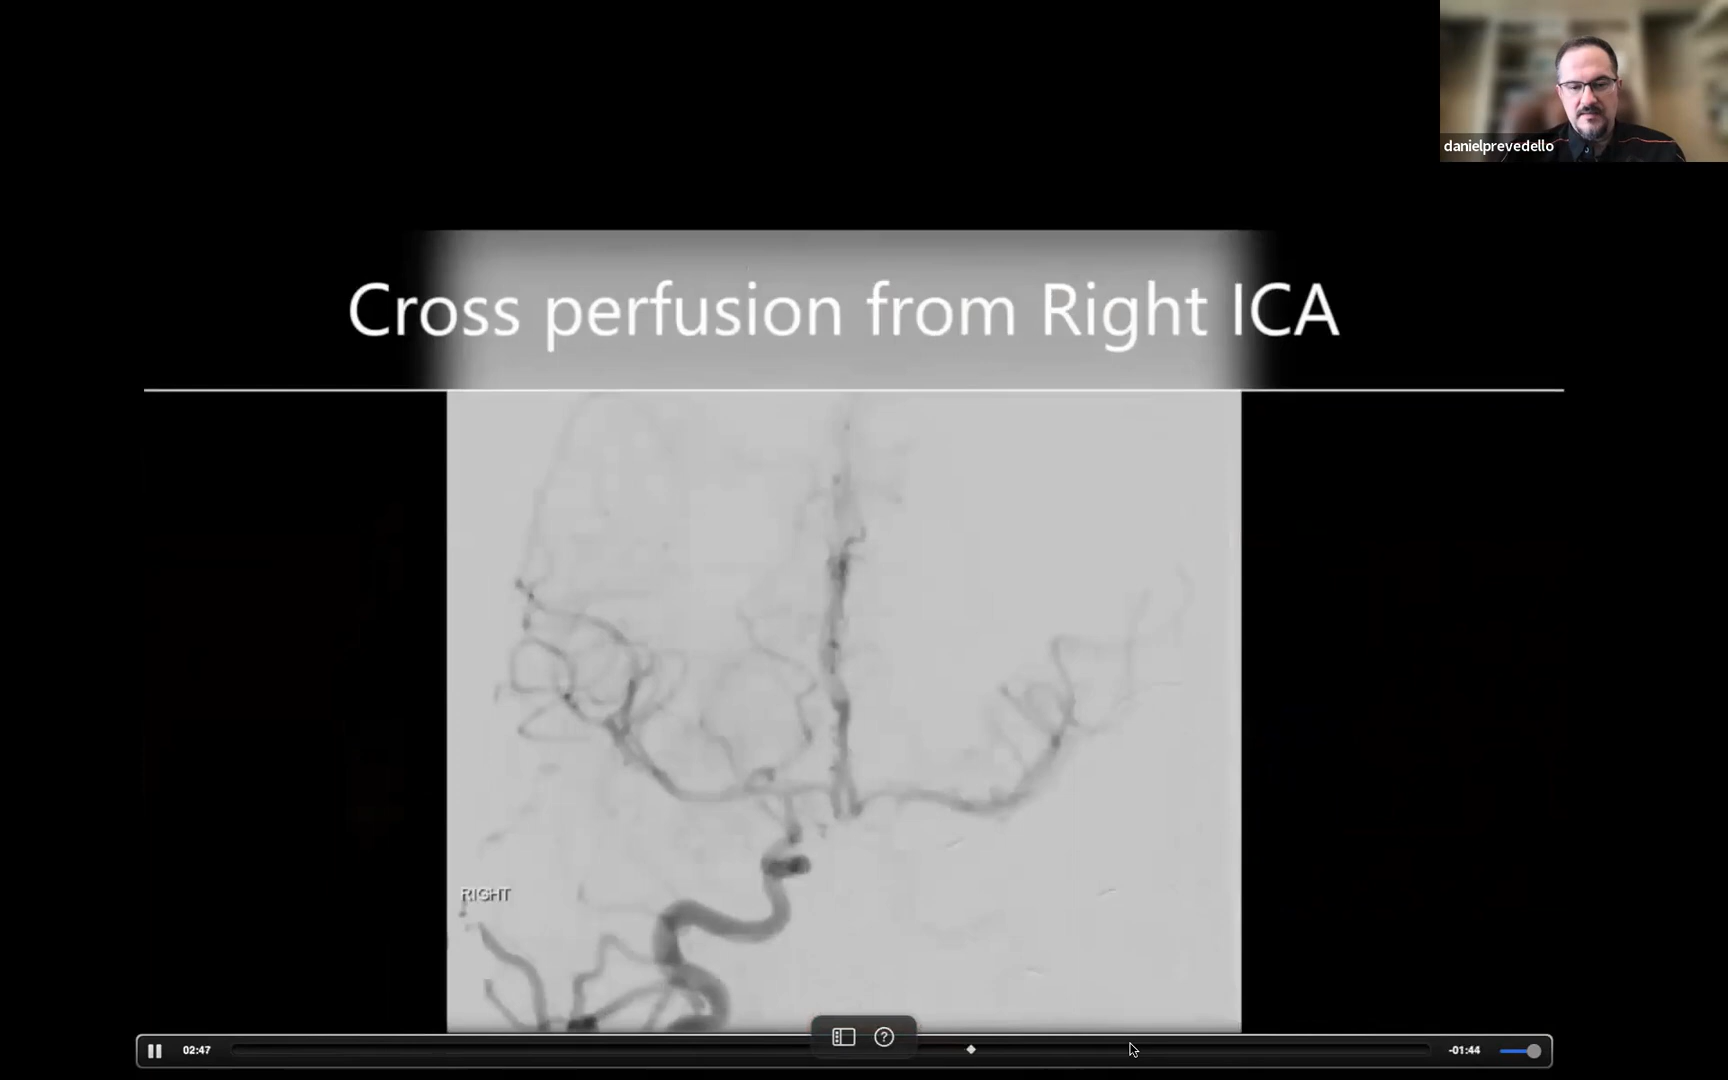 danielprevedello
Cross perfusion from Right ICA
RIGHT
02:47
-01:44